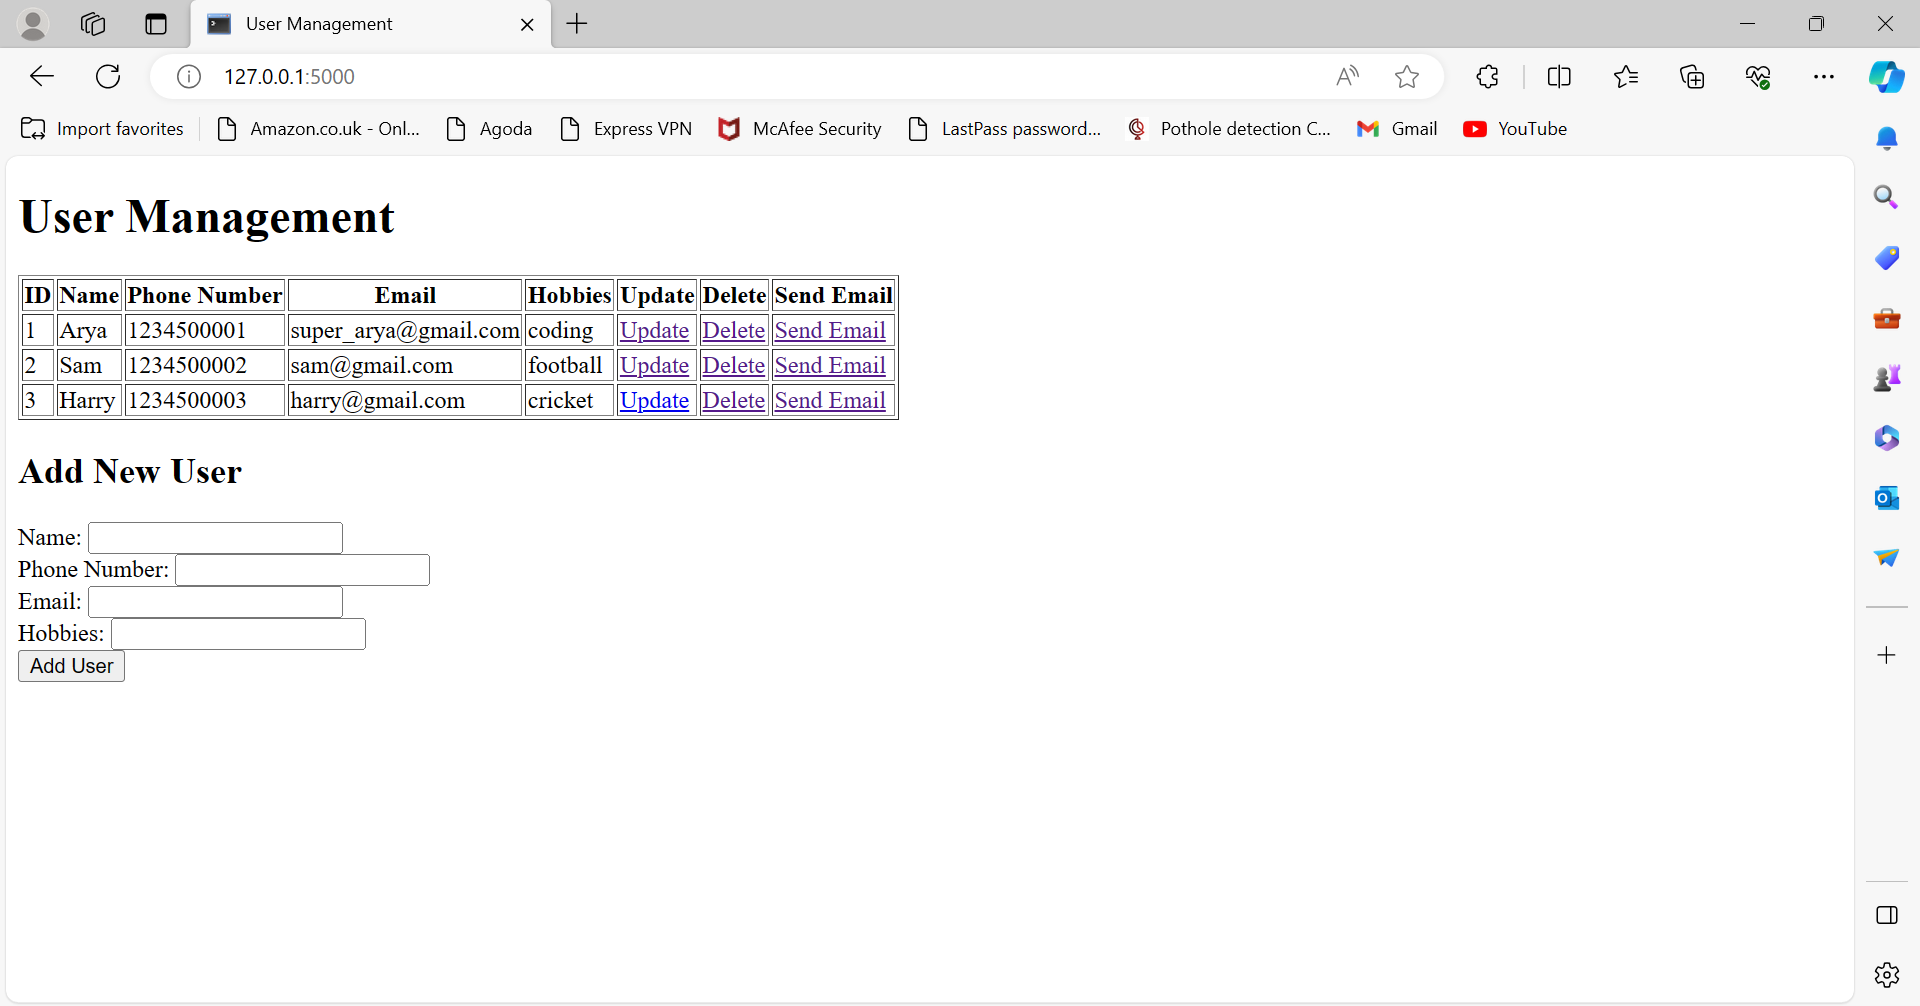 User Management
127.0.0.1:5000
Import favorites Amazon.co.uk - Onl... Agoda Express VPN McAfee Security LastPass password... Pothole detection C... Gmail YouTube
User Management
ID Name Phone Number Email Hobbies Update Delete Send Email
1 Arya 1234500001 super_arya@gmail.com coding Update Delete Send Email
2 Sam 1234500002 sam@gmail.com football Update Delete Send Email
3 Harry 1234500003 harry@gmail.com cricket Update Delete Send Email
Add New User
Name:
Phone Number:
Email:
Hobbies:
Add User